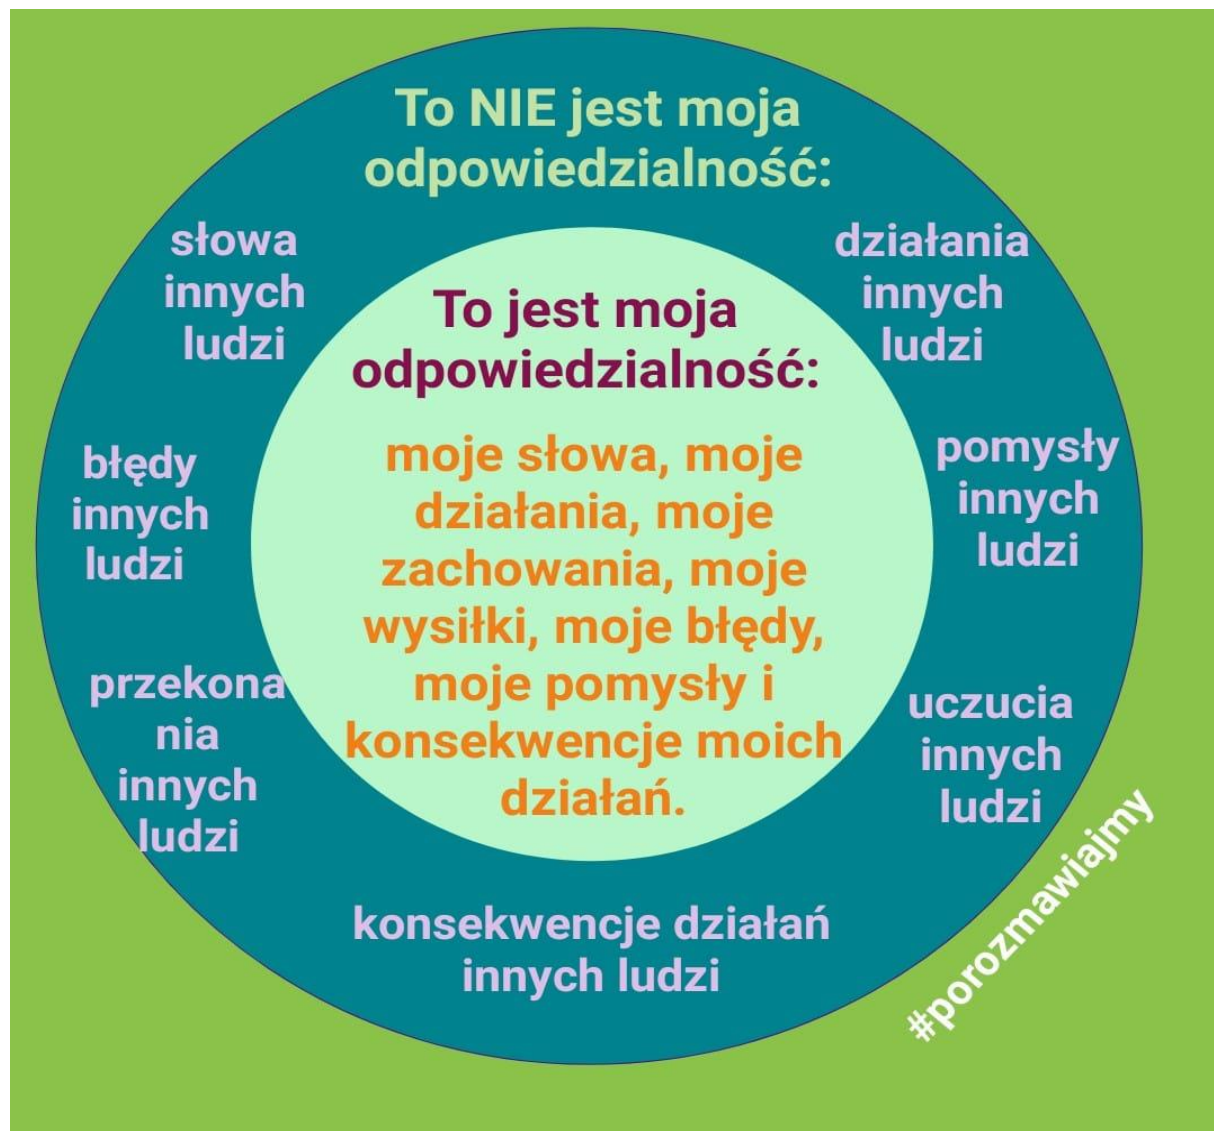 To NIE jest moja
odpowiedzialność:
słowa
innych
ludzi
działania
innych
ludzi
To jest moja
odpowiedzialność:
moje słowa, moje
działania, moje
zachowania, moje
wysiłki, moje błędy,
moje pomysły i
konsekwencje moich
działań.
błędy
innych
ludzi
pomysły
innych
ludzi
przekona
nia
innych
ludzi
uczucia
innych
ludzi
konsekwencje działań
innych ludzi
#porozmawiajmy